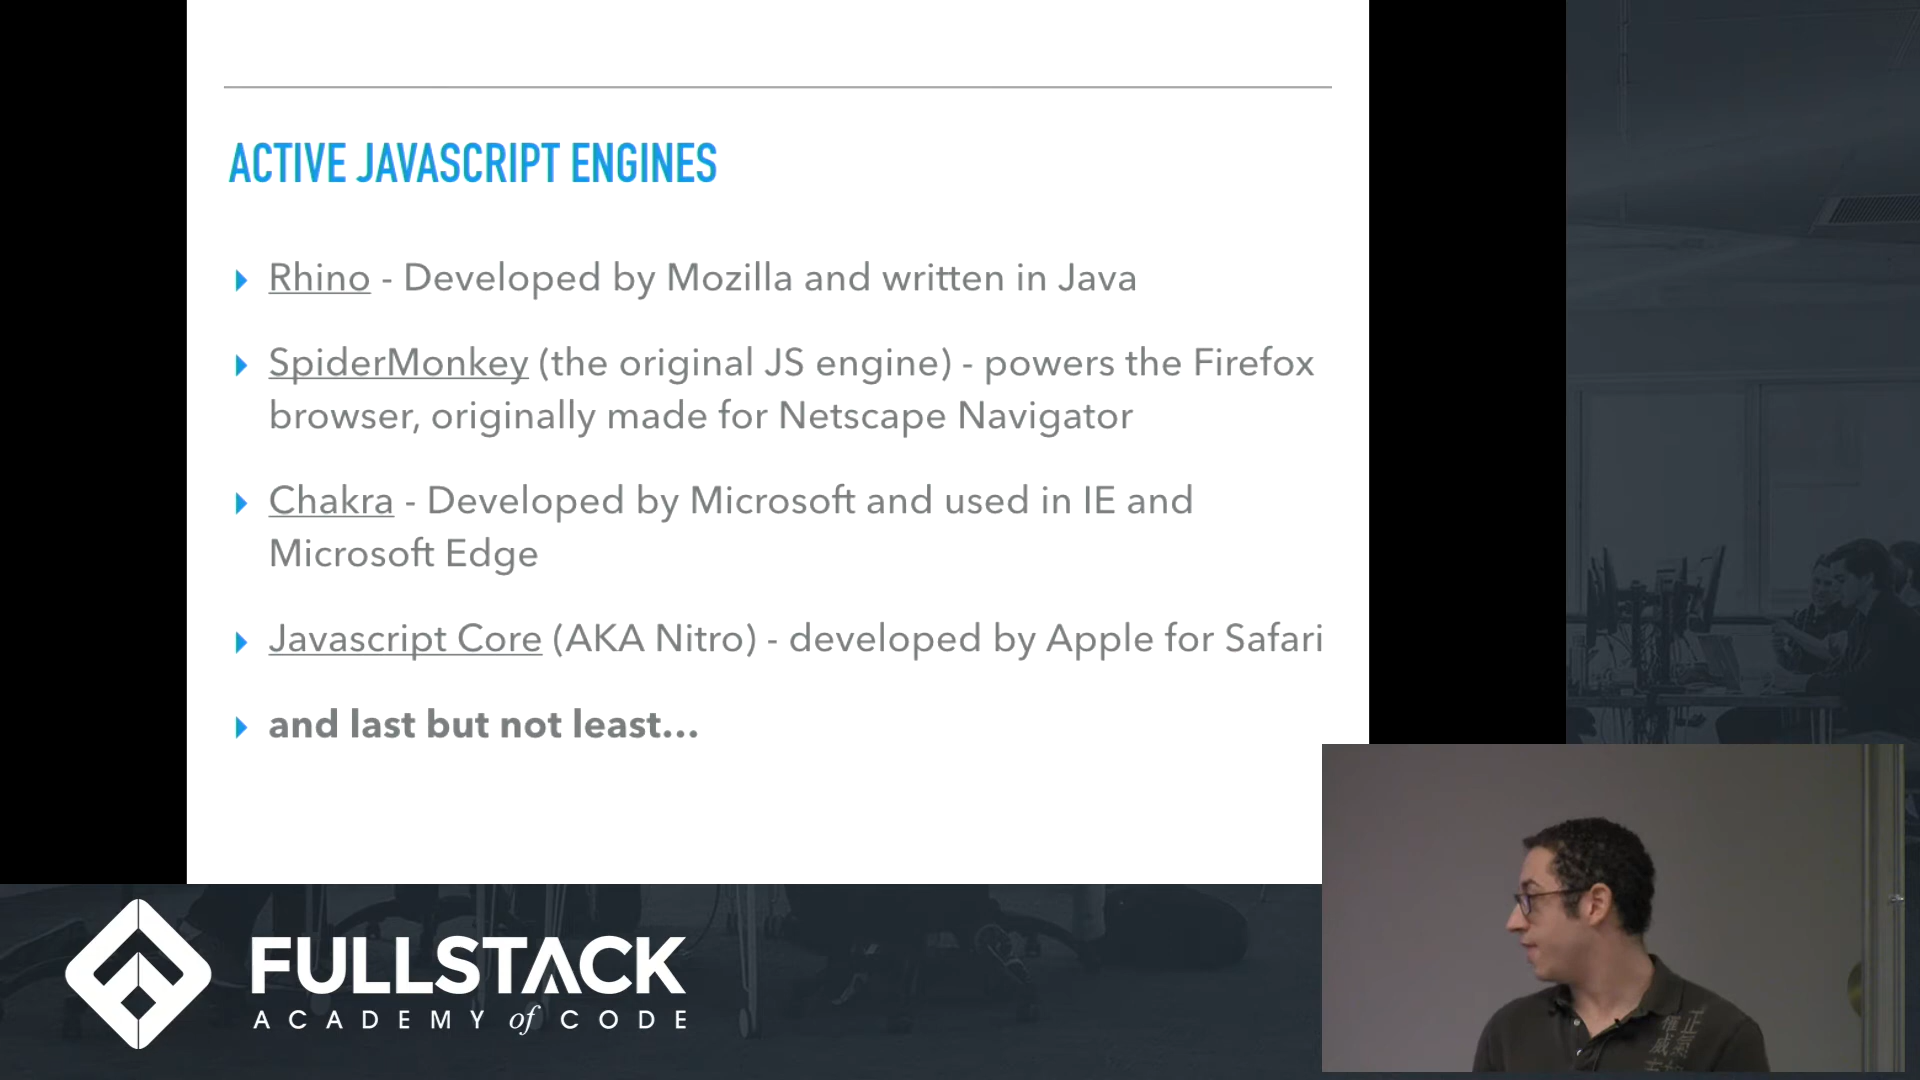 ACTIVE JAVASCRIPT ENGINES
Rhino - Developed by Mozilla and written in Java
SpiderMonkey (the original JS engine) - powers the Firefox
browser, originally made for Netscape Navigator
Chakra - Developed by Microsoft and used in IE and
Microsoft Edge
Javascript Core (AKA Nitro) - developed by Apple for Safari
and last but not least...
FULLSTACK
ACADEMY of CODE